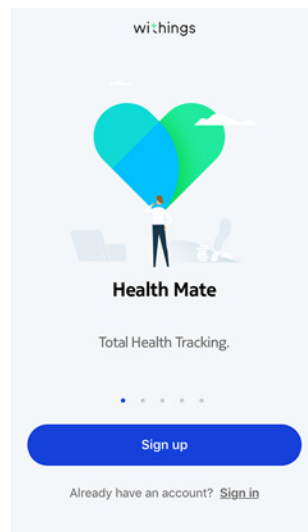 withings
Health Mate
Total Health Tracking.
Sign up
Already have an account? Sign in